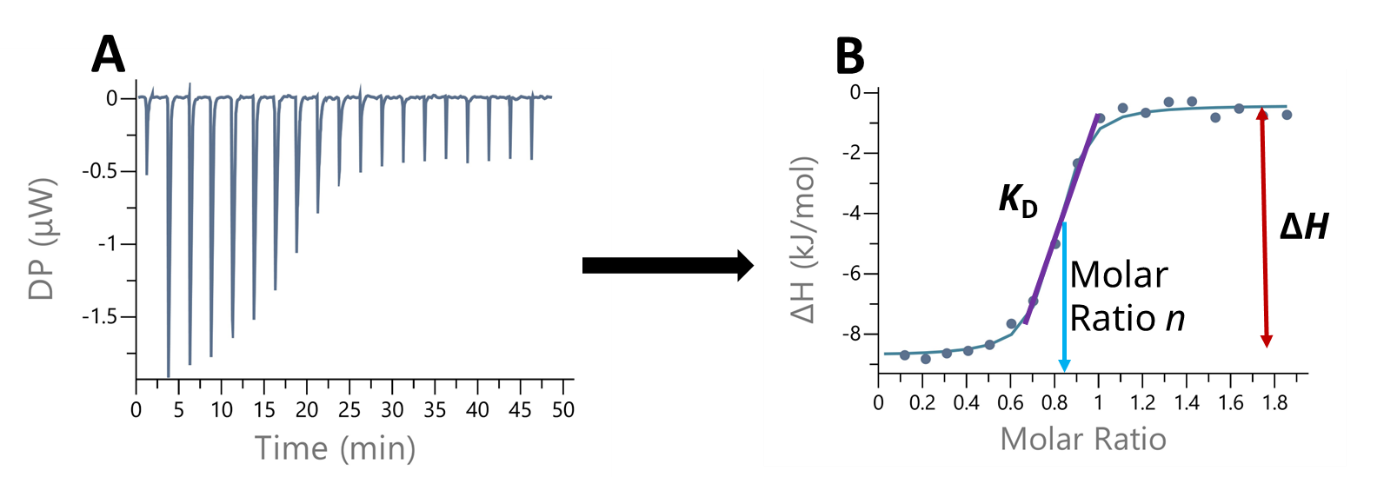 A
0
-0.5
-1
-1.5
DP (μW)
0 5 10 15 20 25 30 35 40 45 50
Time (min)
B
0
-2
-4
-6
-8
ΔH (kJ/mol)
K_D
Molar
Ratio n
ΔH
0 0.2 0.4 0.6 0.8 1 1.2 1.4 1.6 1.8
Molar Ratio